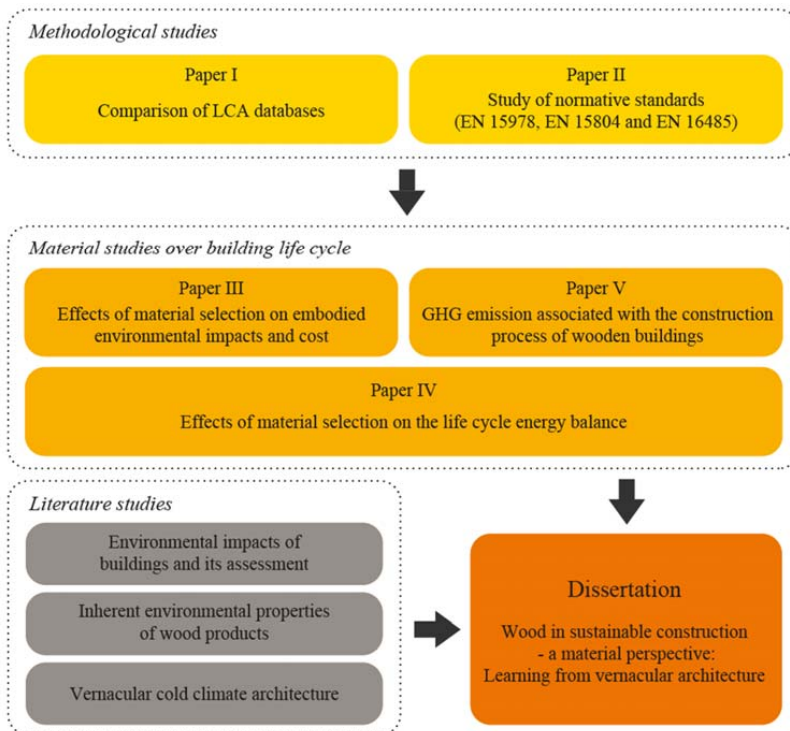 Methodological studies
Paper I
Comparison of LCA databases
Paper II
Study of normative standards
(EN 15978, EN 15804 and EN 16485)
Material studies over building life cycle
Paper III
Effects of material selection on embodied
environmental impacts and cost
Paper V
GHG emission associated with the construction
process of wooden buildings
Paper IV
Effects of material selection on the life cycle energy balance
Literature studies
Environmental impacts of
buildings and its assessment
Inherent environmental properties
of wood products
Vernacular cold climate architecture
Dissertation
Wood in sustainable construction
- a material perspective:
Learning from vernacular architecture